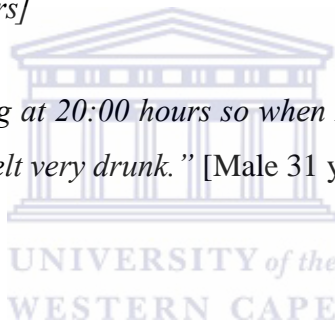 rs]
g at 20:00 hours so when
elt very drunk." [Male 31 y
UNIVERSITY of the
WESTERN CAPE